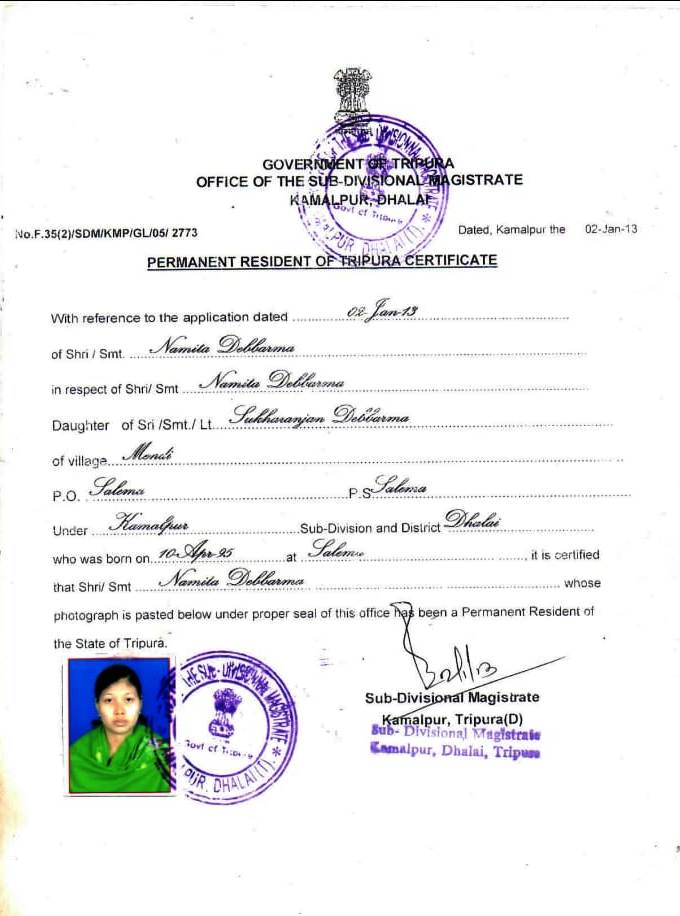 GOVERNMENT OF TRIPURA
OFFICE OF THE SUB-DIVISIONAL MAGISTRATE
KAMALPUR, DHALAI
No.F.35(2)/SDM/KMP/GL/05/ 2773 Dated, Kamalpur the 02-Jan-13
PERMANENT RESIDENT OF TRIPURA CERTIFICATE
With reference to the application dated 02-Jan-13
of Shri / Smt. Namita Debbarma
in respect of Shri/ Smt Namita Debbarma
Daughter of Sri /Smt./ Lt. Sukharanjan Debbarma
of village Mendi
P.O. Salema P.S Salema
Under Kamalpur Sub-Division and District Dhalai
who was born on 10-Apr-95 at Salema, it is certified
that Shri/ Smt Namita Debbarma whose
photograph is pasted below under proper seal of this office has been a Permanent Resident of
the State of Tripura.
THE SUB-DIVISIONAL MAGISTRATE
Govt of Tripura
PUR, DHALAI(T).
Sub-Divisional Magistrate
Kamalpur, Tripura(D)
Sub- Divisional Magistrate
Kamalpur, Dhalai, Tripura